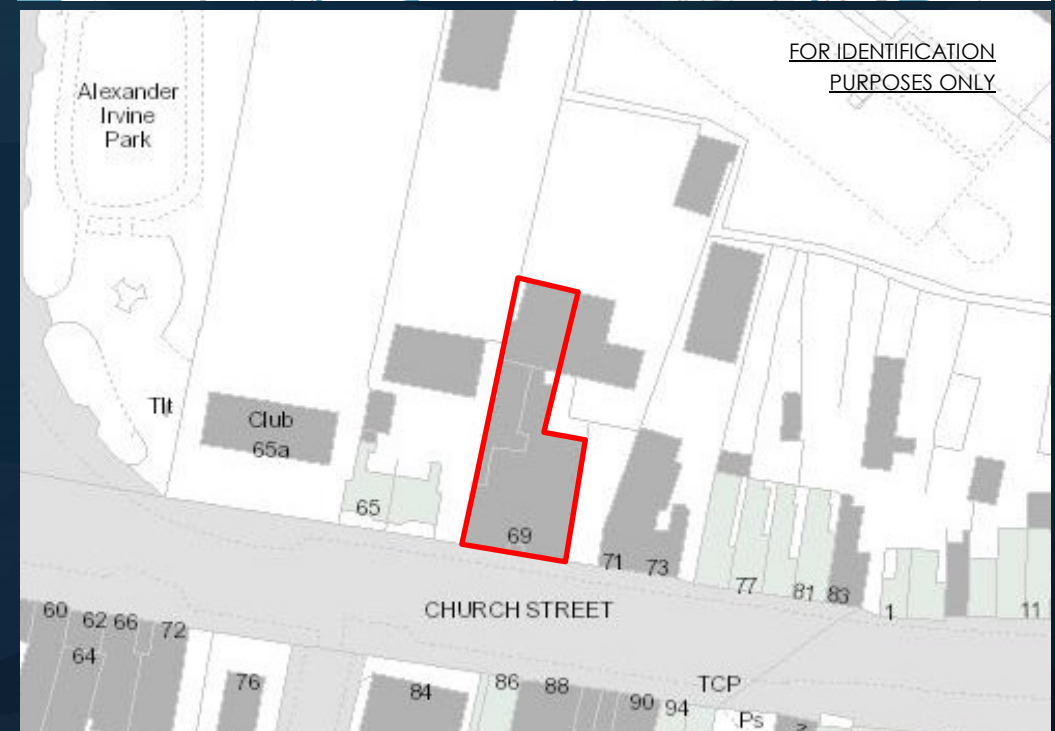 FOR IDENTIFICATION
PURPOSES ONLY
Alexander
Irvine
Park
Tlt
Club
65a
65
69
71
73
77
81
83
1
11
CHURCH STREET
60
62
66
72
64
76
84
86
88
90
94
TCP
Ps